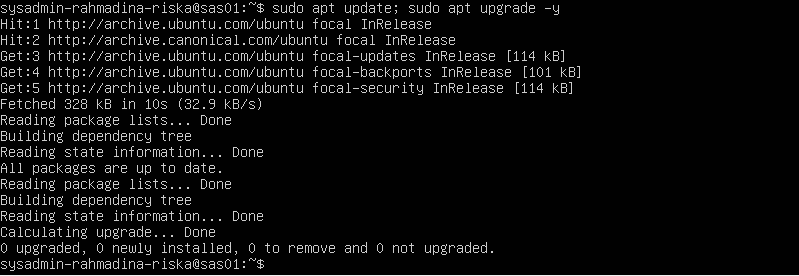 sysadmin-rahmadina-riska@sas01:~$ sudo apt update; sudo apt upgrade -y
Hit:1 http://archive.ubuntu.com/ubuntu focal InRelease
Hit:2 http://archive.canonical.com/ubuntu focal InRelease
Get:3 http://archive.ubuntu.com/ubuntu focal-updates InRelease [114 kB]
Get:4 http://archive.ubuntu.com/ubuntu focal-backports InRelease [101 kB]
Get:5 http://archive.ubuntu.com/ubuntu focal-security InRelease [114 kB]
Fetched 328 kB in 10s (32.9 kB/s)
Reading package lists... Done
Building dependency tree
Reading state information... Done
All packages are up to date.
Reading package lists... Done
Building dependency tree
Reading state information... Done
Calculating upgrade... Done
0 upgraded, 0 newly installed, 0 to remove and 0 not upgraded.
sysadmin-rahmadina-riska@sas01:~$